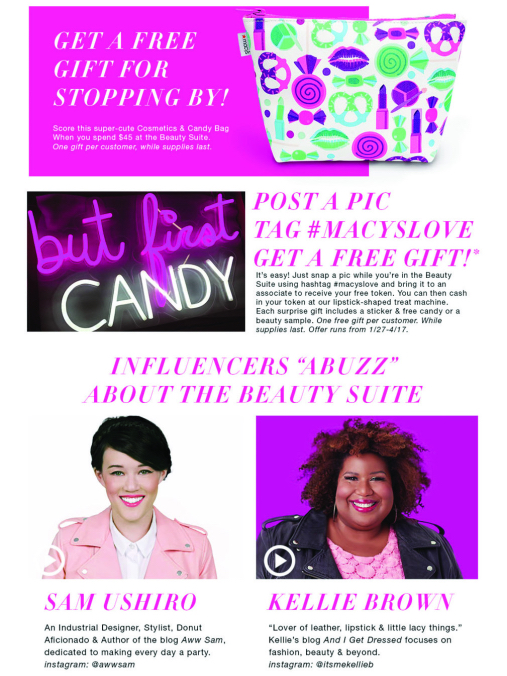 GET A FREE
GIFT FOR
STOPPING BY!
Score this super-cute Cosmetics & Candy Bag
When you spend $45 at the Beauty Suite.
One gift per customer, while supplies last.
but first
CANDY
POST A PIC
TAG #MACYSLOVE
GET A FREE GIFT!*
It's easy! Just snap a pic while you're in the Beauty
Suite using hashtag #macyslove and bring it to an
associate to receive your free token. You can then cash
in your token at our lipstick-shaped treat machine.
Each surprise gift includes a sticker & free candy or a
beauty sample. One free gift per customer. While
supplies last. Offer runs from 1/27-4/17.
INFLUENCERS “ABUZZ”
ABOUT THE BEAUTY SUITE
SAM USHIRO
An Industrial Designer, Stylist, Donut
Aficionado & Author of the blog Aww Sam,
dedicated to making every day a party.
instagram: @awwsam
KELLIE BROWN
“Lover of leather, lipstick & little lacy things.”
Kellie's blog And I Get Dressed focuses on
fashion, beauty & beyond.
instagram: @itsmekellieb